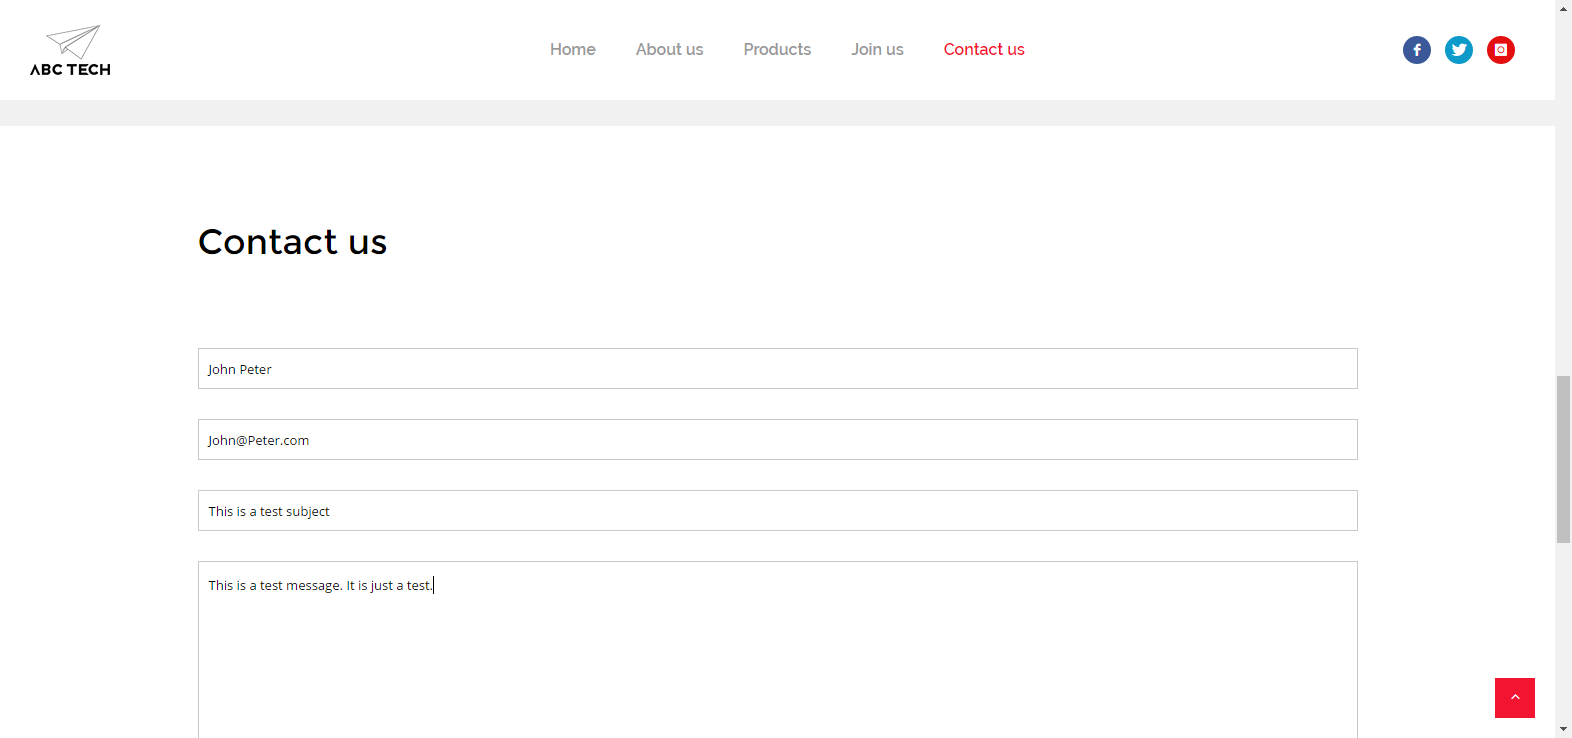 ABC TECH
Home About us Products Join us Contact us
Contact us
John Peter
John@Peter.com
This is a test subject
This is a test message. It is just a test.